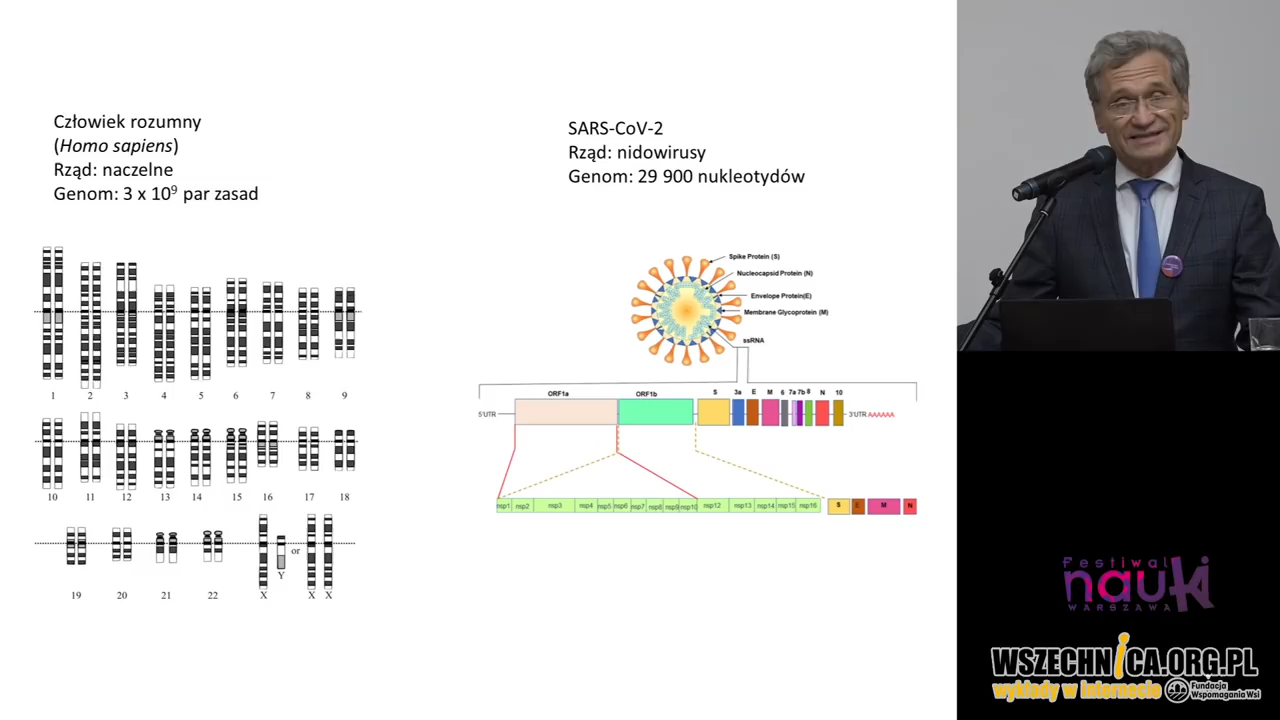 Człowiek rozumny
(Homo sapiens)
Rząd: naczelne
Genom: 3 x 10⁹ par zasad
1 2 3 4 5 6 7 8 9
10 11 12 13 14 15 16 17 18
19 20 21 22 X Y or X X
SARS-CoV-2
Rząd: nidowirusy
Genom: 29 900 nukleotydów
Spike Protein (S)
Nucleocapsid Protein (N)
Envelope Protein(E)
Membrane Glycoprotein (M)
ssRNA
ORF1a ORF1b S 3a E M 6 7a 7b 8 N 10
5'UTR 3'UTR AAAAAA
nsp1 nsp2 nsp3 nsp4 nsp5 nsp6 nsp7 nsp8 nsp9 nsp10 nsp12 nsp13 nsp14 nsp15 nsp16 S E M N
Festiwal
nauki
WARSZAWA
WSZECHNICA.ORG.PL
wykłady w internecie
Fundacja
Wspomagania Wsi